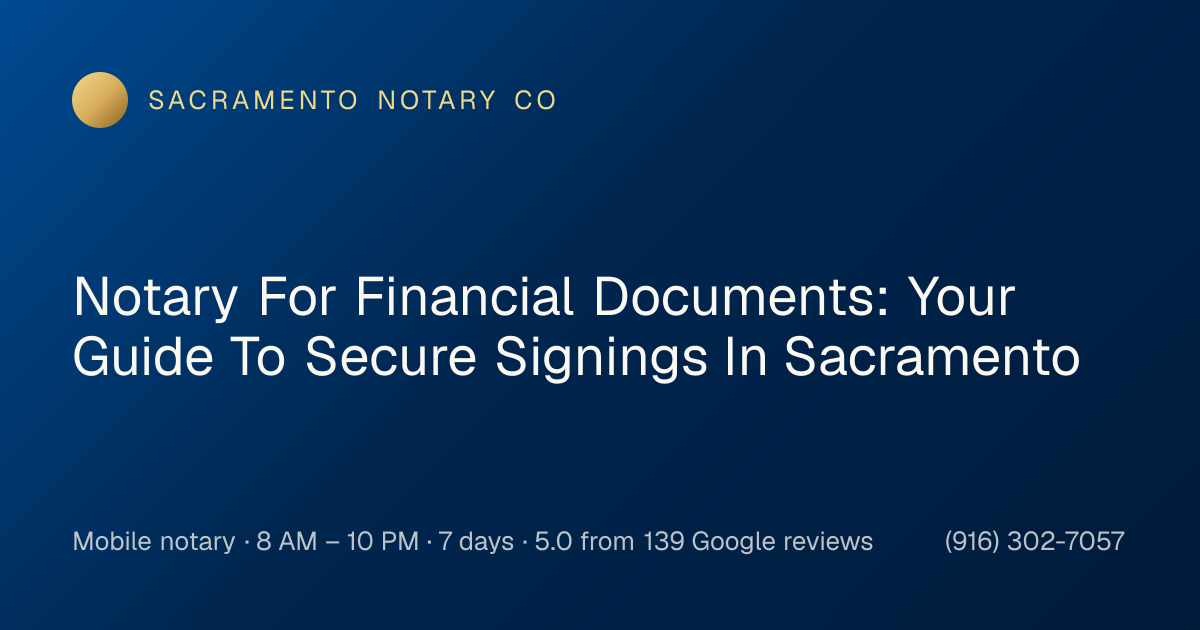 SACRAMENTO NOTARY CO
Notary For Financial Documents: Your
Guide To Secure Signings In Sacramento
Mobile notary · 8 AM – 10 PM · 7 days · 5.0 from 139 Google reviews
(916) 302-7057